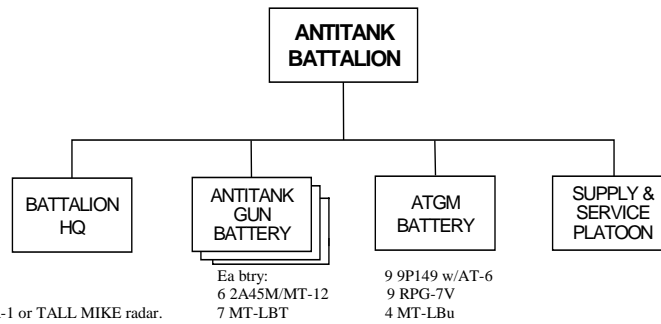 ANTITANK
BATTALION
BATTALION
HQ
ANTITANK
GUN
BATTERY
ATGM
BATTERY
SUPPLY &
SERVICE
PLATOON
Ea btry:
6 2A45M/MT-12
7 MT-LBT
9 9P149 w/AT-6
9 RPG-7V
4 MT-LBu
-1 or TALL MIKE radar.